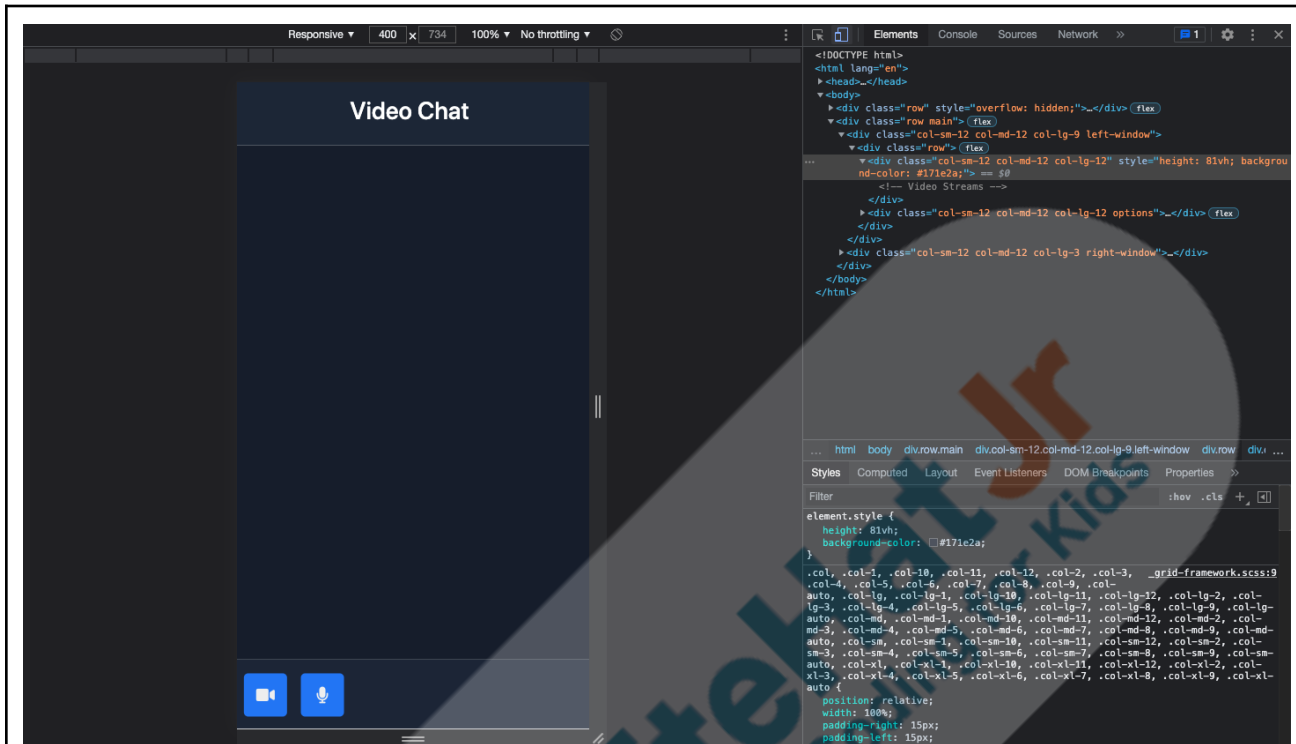 Responsive ▼ 400 x 734 100% ▼ No throttling ▼
Elements Console Sources Network » 1
Video Chat
<!DOCTYPE html>
<html lang="en">
▶<head>…</head>
▼<body>
▶<div class="row" style="overflow: hidden;">…</div> flex
▼<div class="row main"> flex
▼<div class="col-sm-12 col-md-12 col-lg-9 left-window">
▼<div class="row"> flex
… ▼<div class="col-sm-12 col-md-12 col-lg-12" style="height: 81vh; backgrou
nd-color: #171e2a;"> == $0
<!-- Video Streams -->
</div>
▶<div class="col-sm-12 col-md-12 col-lg-12 options">…</div> flex
</div>
</div>
▶<div class="col-sm-12 col-md-12 col-lg-3 right-window">…</div>
</div>
</body>
</html>
… html body div.row.main div.col-sm-12.col-md-12.col-lg-9.left-window div.row div.( …
Styles Computed Layout Event Listeners DOM Breakpoints Properties »
Filter :hov .cls +
element.style {
height: 81vh;
background-color: #171e2a;
}
.col, .col-1, .col-10, .col-11, .col-12, .col-2, .col-3, _grid-framework.scss:9
.col-4, .col-5, .col-6, .col-7, .col-8, .col-9, .col-
auto, .col-lg, .col-lg-1, .col-lg-10, .col-lg-11, .col-lg-12, .col-lg-2, .col-
lg-3, .col-lg-4, .col-lg-5, .col-lg-6, .col-lg-7, .col-lg-8, .col-lg-9, .col-lg-
auto, .col-md, .col-md-1, .col-md-10, .col-md-11, .col-md-12, .col-md-2, .col-
md-3, .col-md-4, .col-md-5, .col-md-6, .col-md-7, .col-md-8, .col-md-9, .col-md-
auto, .col-sm, .col-sm-1, .col-sm-10, .col-sm-11, .col-sm-12, .col-sm-2, .col-
sm-3, .col-sm-4, .col-sm-5, .col-sm-6, .col-sm-7, .col-sm-8, .col-sm-9, .col-sm-
auto, .col-xl, .col-xl-1, .col-xl-10, .col-xl-11, .col-xl-12, .col-xl-2, .col-
xl-3, .col-xl-4, .col-xl-5, .col-xl-6, .col-xl-7, .col-xl-8, .col-xl-9, .col-xl-
auto {
position: relative;
width: 100%;
padding-right: 15px;
padding-left: 15px;
iteHat Jr
ding for Kids